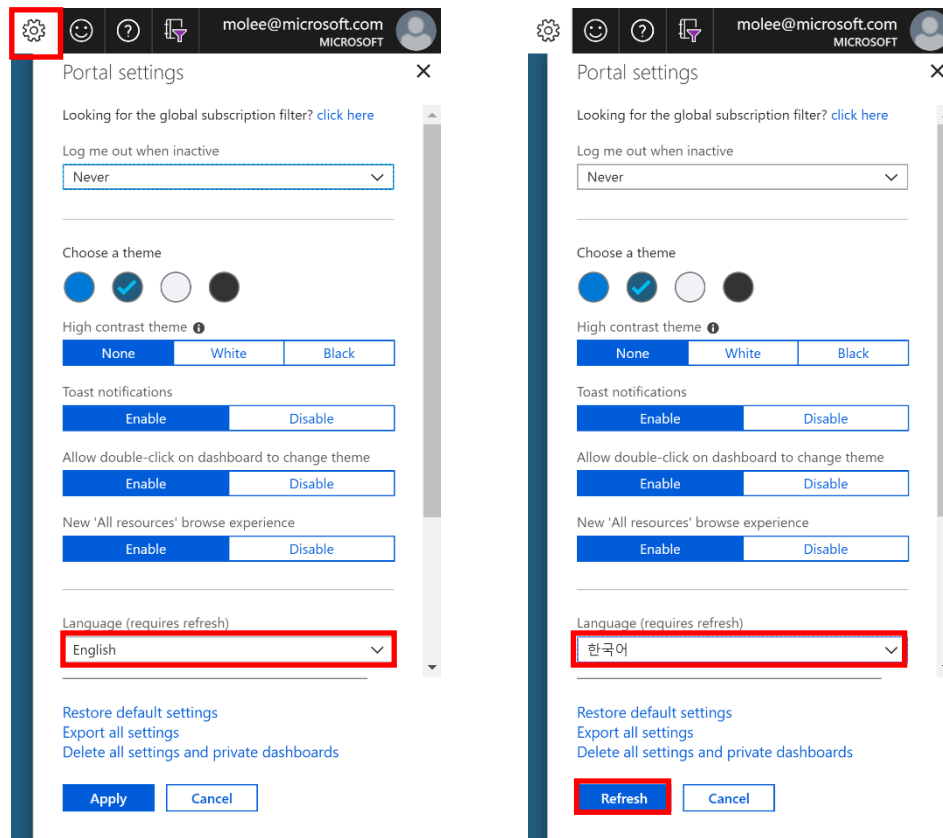 molee@microsoft.com
MICROSOFT
Portal settings
Looking for the global subscription filter? click here
Log me out when inactive
Never
Choose a theme
High contrast theme
None White Black
Toast notifications
Enable Disable
Allow double-click on dashboard to change theme
Enable Disable
New 'All resources' browse experience
Enable Disable
Language (requires refresh)
English
Restore default settings
Export all settings
Delete all settings and private dashboards
Apply Cancel
molee@microsoft.com
MICROSOFT
Portal settings
Looking for the global subscription filter? click here
Log me out when inactive
Never
Choose a theme
High contrast theme
None White Black
Toast notifications
Enable Disable
Allow double-click on dashboard to change theme
Enable Disable
New 'All resources' browse experience
Enable Disable
Language (requires refresh)
한국어
Restore default settings
Export all settings
Delete all settings and private dashboards
Refresh Cancel